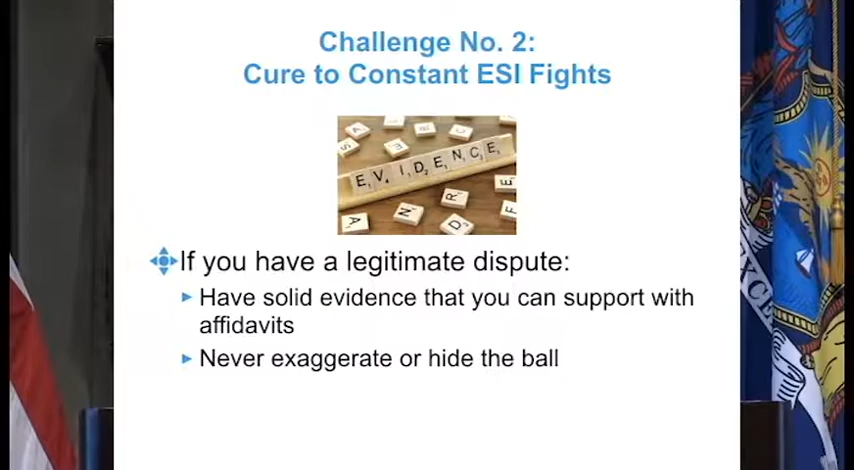 Challenge No. 2:
Cure to Constant ESI Fights
EVIDENCE
A N D R E F
If you have a legitimate dispute:
Have solid evidence that you can support with
affidavits
Never exaggerate or hide the ball
EXCE